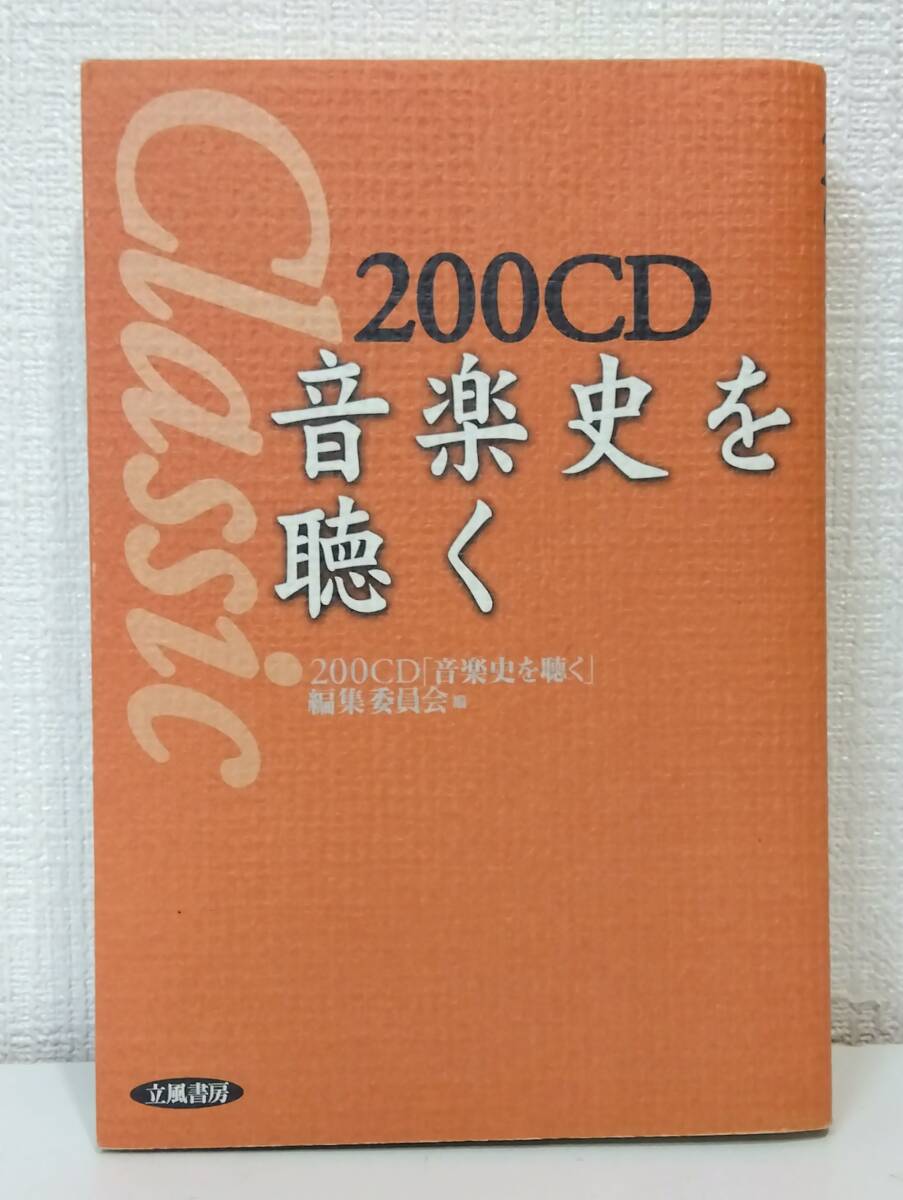 Classic
200CD
音楽史を
聴く
200CD「音楽史を聴く」
編集委員会 編
立風書房